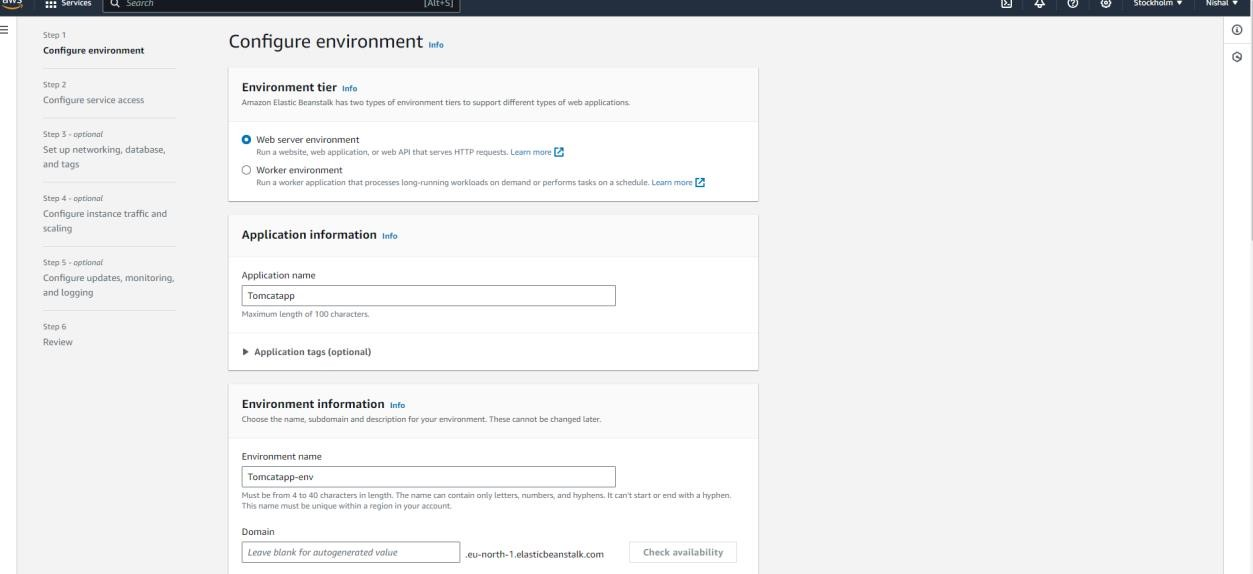 aws
Services
Search
[Alt+S]
Stockholm
Nishal
Step 1
Configure environment
Step 2
Configure service access
Step 3 - optional
Set up networking, database,
and tags
Step 4 - optional
Configure instance traffic and
scaling
Step 5 - optional
Configure updates, monitoring,
and logging
Step 6
Review
Configure environment Info
Environment tier Info
Amazon Elastic Beanstalk has two types of environment tiers to support different types of web applications.
Web server environment
Run a website, web application, or web API that serves HTTP requests. Learn more
Worker environment
Run a worker application that processes long-running workloads on demand or performs tasks on a schedule. Learn more
Application information Info
Application name
Tomcatapp
Maximum length of 100 characters.
Application tags (optional)
Environment information Info
Choose the name, subdomain and description for your environment. These cannot be changed later.
Environment name
Tomcatapp-env
Must be from 4 to 40 characters in length. The name can contain only letters, numbers, and hyphens. It can't start or end with a hyphen.
This name must be unique within a region in your account.
Domain
Leave blank for autogenerated value .eu-north-1.elasticbeanstalk.com Check availability